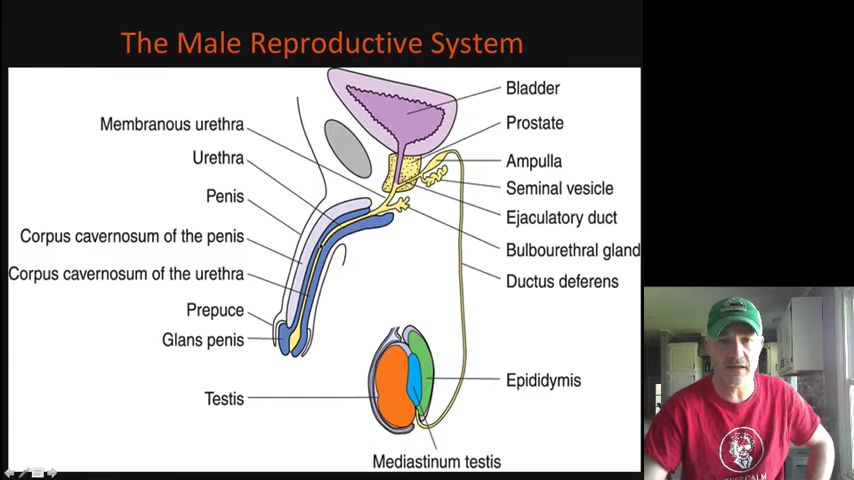 The Male Reproductive System
Membranous urethra
Urethra
Penis
Corpus cavernosum of the penis
Corpus cavernosum of the urethra
Prepuce
Glans penis
Testis
Bladder
Prostate
Ampulla
Seminal vesicle
Ejaculatory duct
Bulbourethral gland
Ductus deferens
Epididymis
Mediastinum testis
CALM